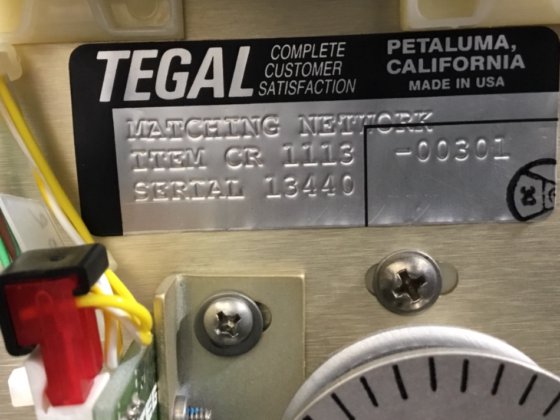 TEGAL
COMPLETE
CUSTOMER
SATISFACTION
PETALUMA,
CALIFORNIA
MADE IN USA
MATCHING NETWORK
ITEM CR 1113 -00301
SERIAL 13440